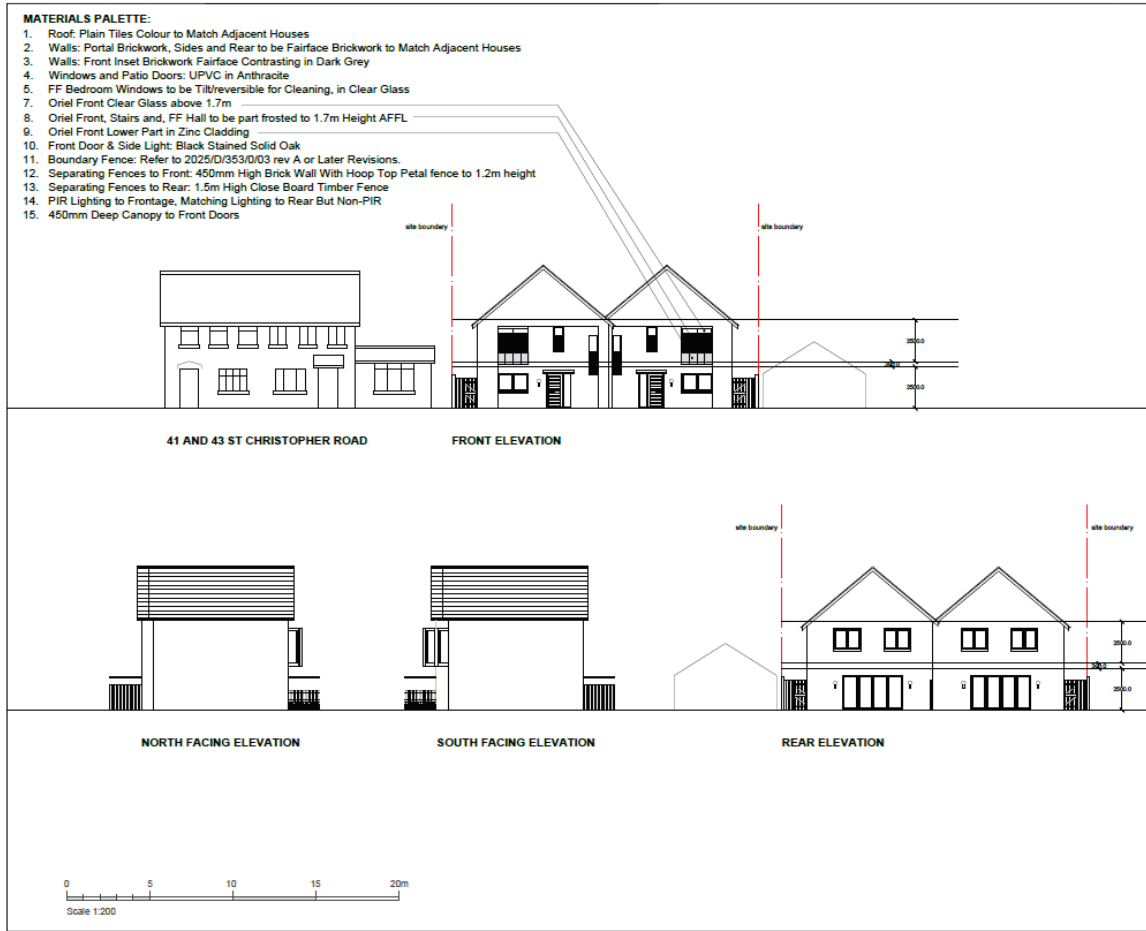 MATERIALS PALETTE:
1. Roof: Plain Tiles Colour to Match Adjacent Houses
2. Walls: Portal Brickwork, Sides and Rear to be Fairface Brickwork to Match Adjacent Houses
3. Walls: Front Inset Brickwork Fairface Contrasting in Dark Grey
4. Windows and Patio Doors: UPVC in Anthracite
5. FF Bedroom Windows to be Tilt/reversible for Cleaning, in Clear Glass
7. Oriel Front Clear Glass above 1.7m
8. Oriel Front, Stairs and, FF Hall to be part frosted to 1.7m Height AFFL
9. Oriel Front Lower Part in Zinc Cladding
10. Front Door & Side Light: Black Stained Solid Oak
11. Boundary Fence: Refer to 2025/D/353/0/03 rev A or Later Revisions.
12. Separating Fences to Front: 450mm High Brick Wall With Hoop Top Petal fence to 1.2m height
13. Separating Fences to Rear: 1.5m High Close Board Timber Fence
14. PIR Lighting to Frontage, Matching Lighting to Rear But Non-PIR
15. 450mm Deep Canopy to Front Doors
site boundary
site boundary
2500.0
2500.0
41 AND 43 ST CHRISTOPHER ROAD
FRONT ELEVATION
site boundary
site boundary
2500.0
2500.0
NORTH FACING ELEVATION
SOUTH FACING ELEVATION
REAR ELEVATION
0 5 10 15 20m
Scale 1:200